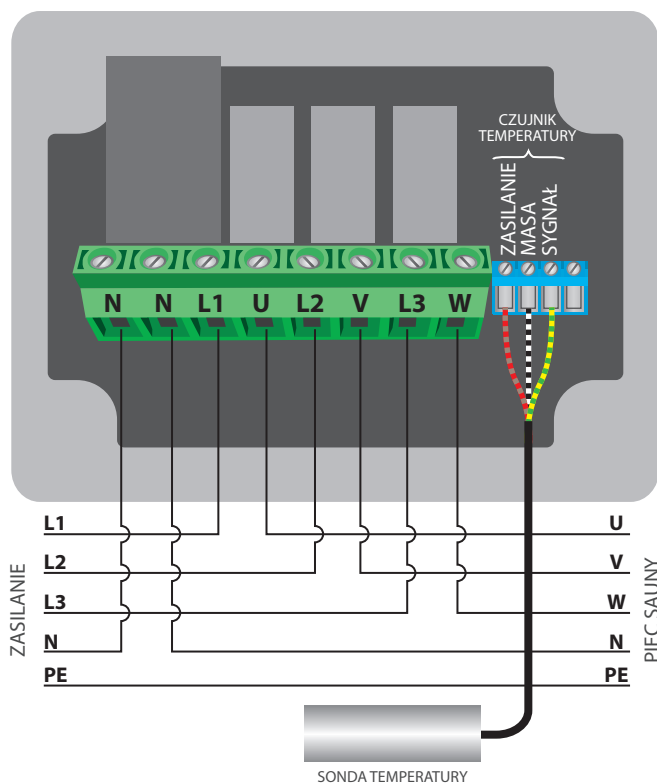 CZUJNIK
TEMPERATURY
ZASILANIE
MASA
SYGNAŁ
N N L1 U L2 V L3 W
L1 U
L2 V
L3 W
N N
PE PE
ZASILANIE
PIEC SAUNY
SONDA TEMPERATURY